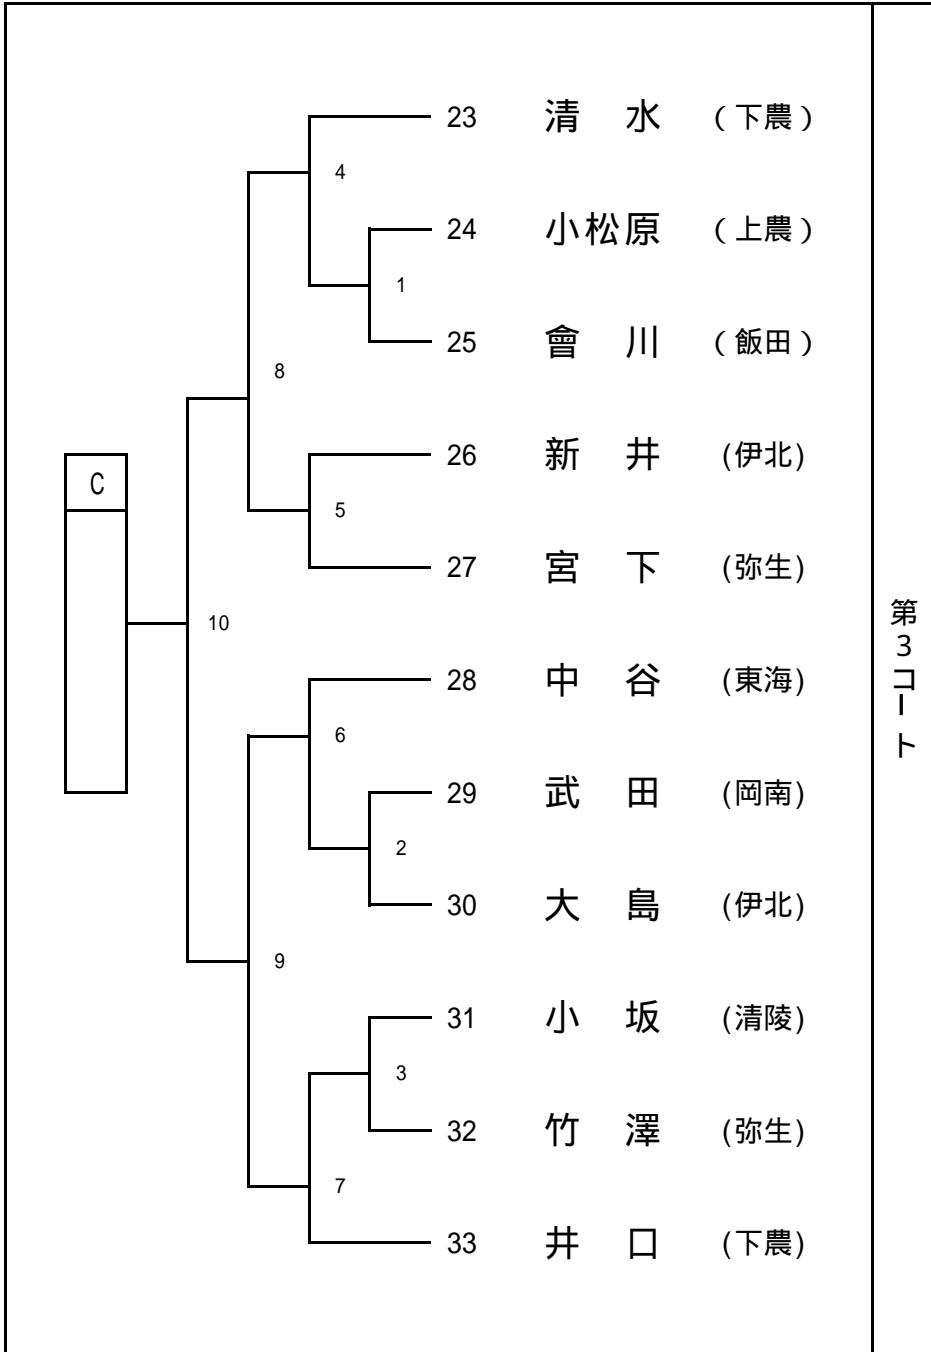 23 清水 (下農)
4
24 小松原 (上農)
1
25 會川 (飯田)
8
26 新井 (伊北)
C
5
27 宮下 (弥生)
10
28 中谷 (東海)
6
29 武田 (岡南)
2
30 大島 (伊北)
9
31 小坂 (清陵)
3
32 竹澤 (弥生)
7
33 井口 (下農)
第3コート